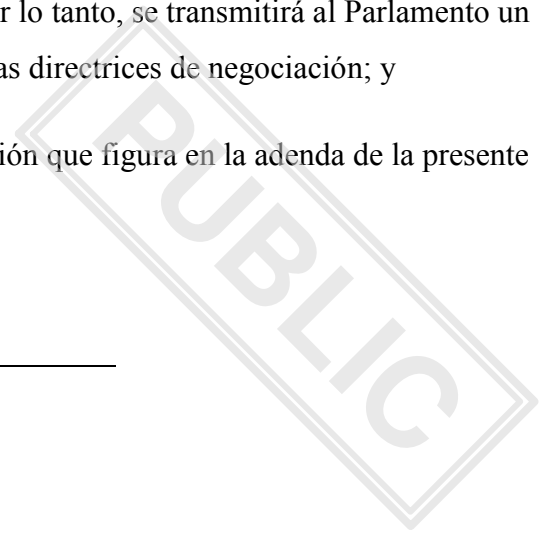 r lo tanto, se transmitirá al Parlamento un
as directrices de negociación; y
ión que figura en la adenda de la presente
PUBLIC